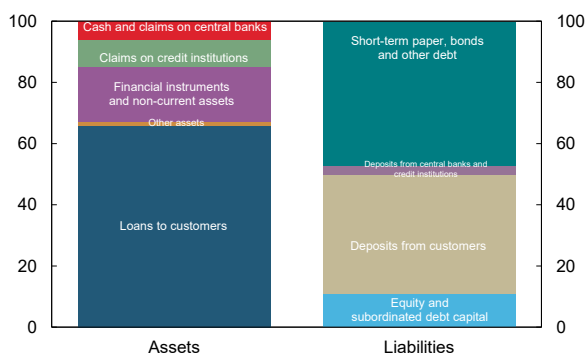 100
80
60
40
20
0
Cash and claims on central banks
Claims on credit institutions
Financial instruments
and non-current assets
Other assets
Loans to customers
Assets
Short-term paper, bonds
and other debt
Deposits from central banks and
credit institutions
Deposits from customers
Equity and
subordinated debt capital
Liabilities
100
80
60
40
20
0